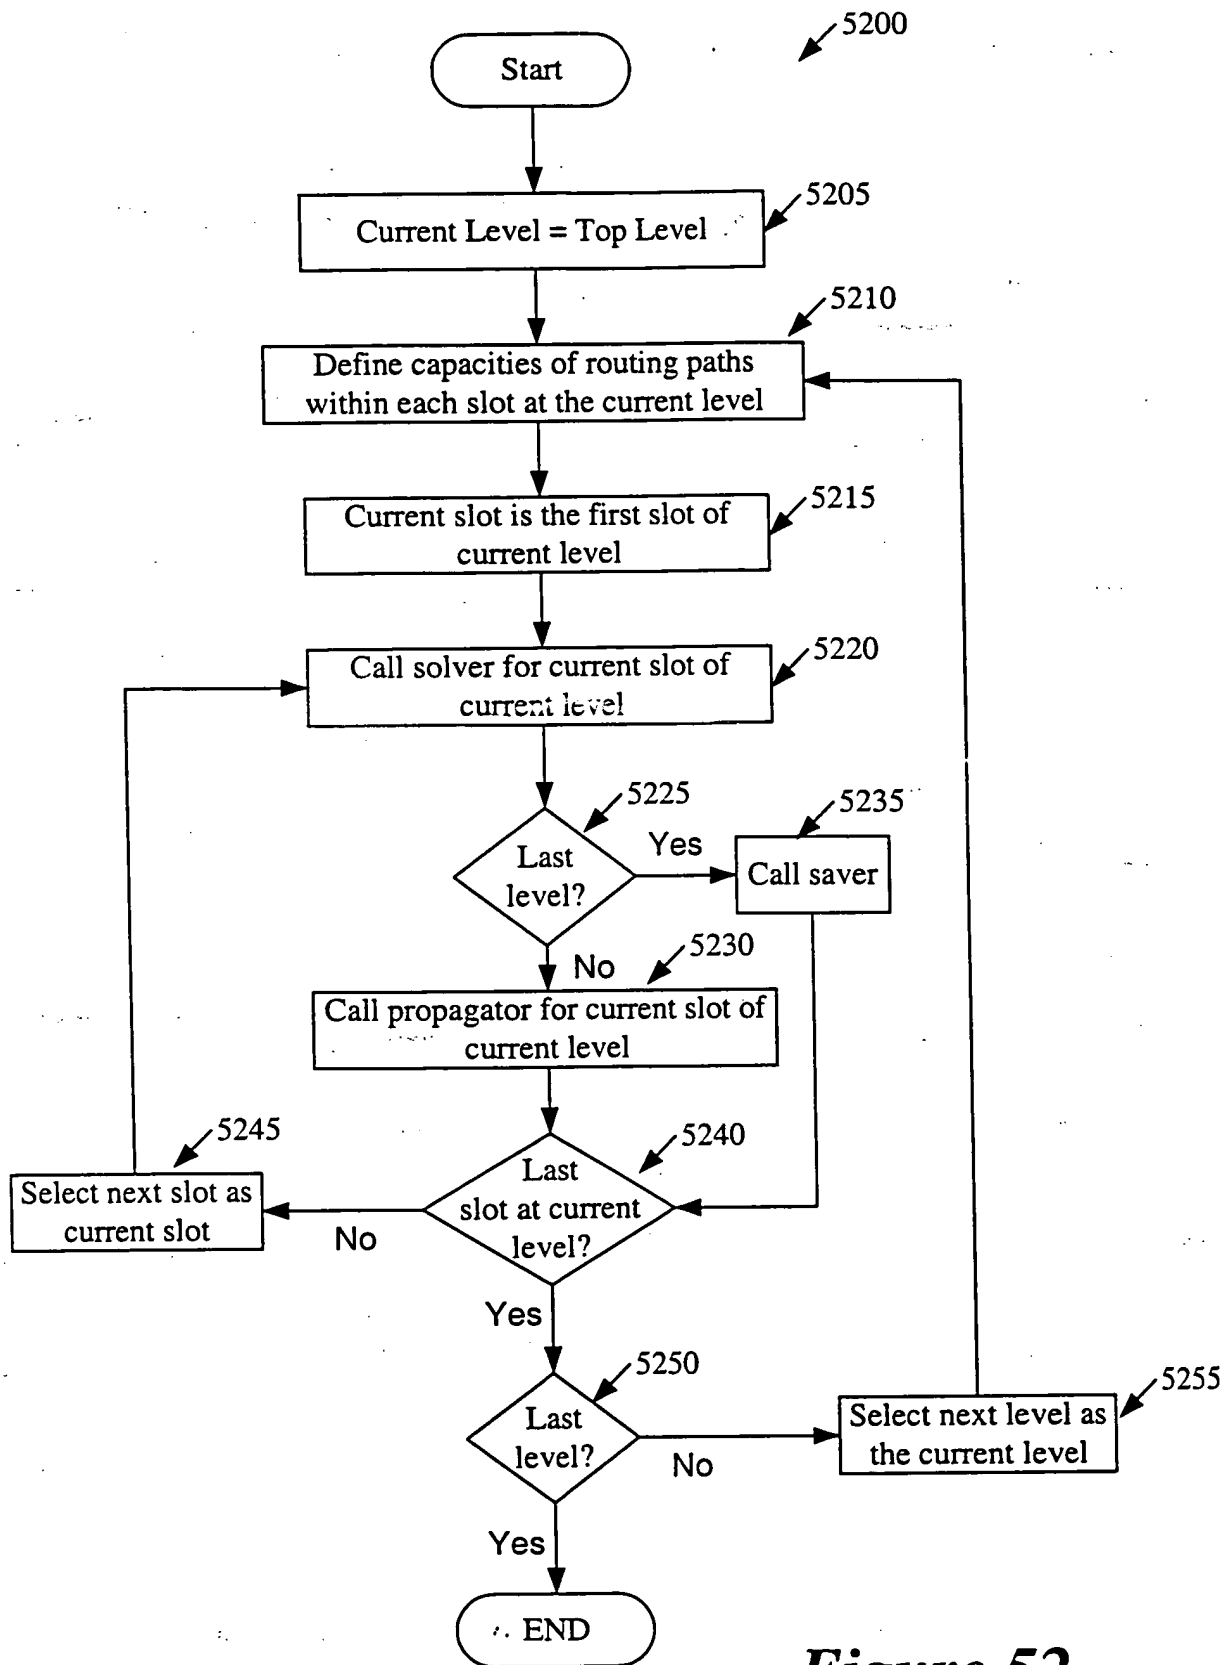 5200
Start
5205
Current Level = Top Level
5210
Define capacities of routing paths
within each slot at the current level
5215
Current slot is the first slot of
current level
5220
Call solver for current slot of
current level
5225
Last
level?
Yes
5235
Call saver
No
5230
Call propagator for current slot of
current level
5245
Select next slot as
current slot
5240
Last
slot at current
level?
No
Yes
5250
Last
level?
No
5255
Select next level as
the current level
Yes
END
Figure 52